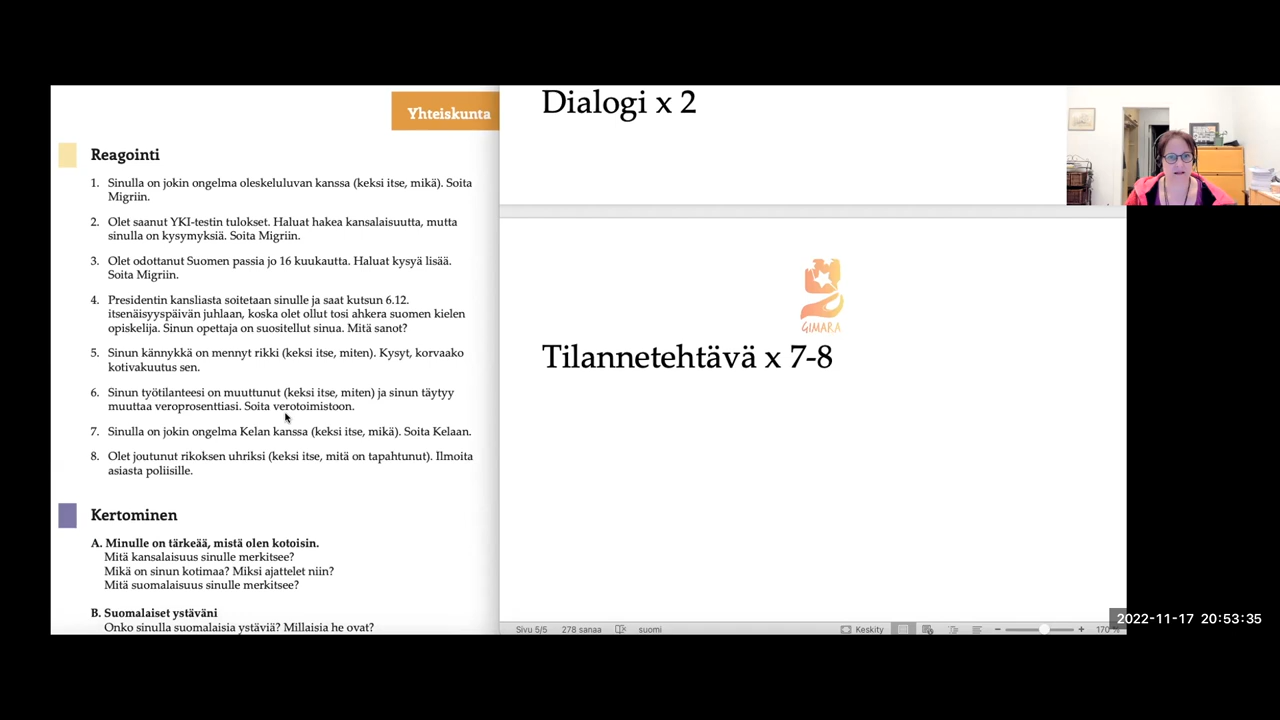 Yhteiskunta
Reagointi
1. Sinulla on jokin ongelma oleskeluluvan kanssa (keksi itse, mikä). Soita
Migriin.
2. Olet saanut YKI-testin tulokset. Haluat hakea kansalaisuutta, mutta
sinulla on kysymyksiä. Soita Migriin.
3. Olet odottanut Suomen passia jo 16 kuukautta. Haluat kysyä lisää.
Soita Migriin.
4. Presidentin kansliasta soitetaan sinulle ja saat kutsun 6.12.
itsenäisyyspäivän juhlaan, koska olet ollut tosi ahkera suomen kielen
opiskelija. Sinun opettaja on suositellut sinua. Mitä sanot?
5. Sinun kännykkä on mennyt rikki (keksi itse, miten). Kysyt, korvaako
kotivakuutus sen.
6. Sinun työtilanteesi on muuttunut (keksi itse, miten) ja sinun täytyy
muuttaa veroprosenttiasi. Soita verotoimistoon.
7. Sinulla on jokin ongelma Kelan kanssa (keksi itse, mikä). Soita Kelaan.
8. Olet joutunut rikoksen uhriksi (keksi itse, mitä on tapahtunut). Ilmoita
asiasta poliisille.
Kertominen
A. Minulle on tärkeää, mistä olen kotoisin.
Mitä kansalaisuus sinulle merkitsee?
Mikä on sinun kotimaa? Miksi ajattelet niin?
Mitä suomalaisuus sinulle merkitsee?
B. Suomalaiset ystäväni
Onko sinulla suomalaisia ystäviä? Millaisia he ovat?
Dialogi x 2
GIMARA
Tilannetehtävä x 7-8
Sivu 5/5 278 sanaa suomi Keskity 170 %
2022-11-17 20:53:35